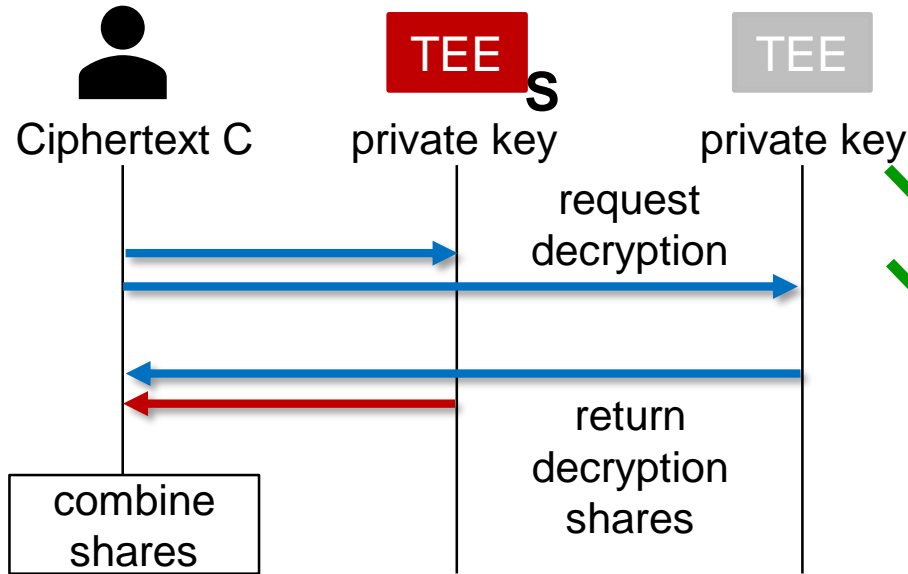 TEE
S
TEE
Ciphertext C
private key
private key
request
decryption
return
decryption
shares
combine
shares